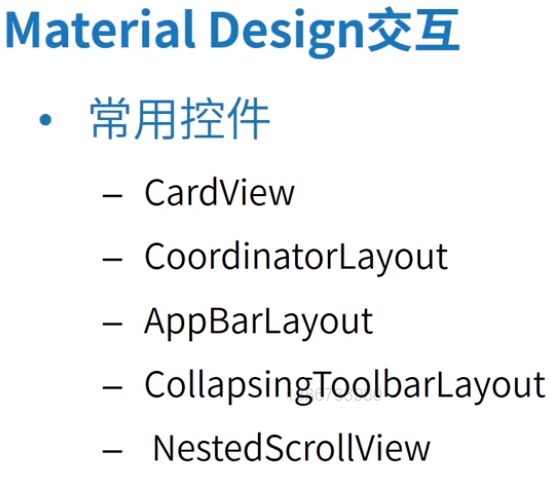 Material Design交互
• 常用控件
– CardView
– CoordinatorLayout
– AppBarLayout
– CollapsingToolbarLayout
– NestedScrollView